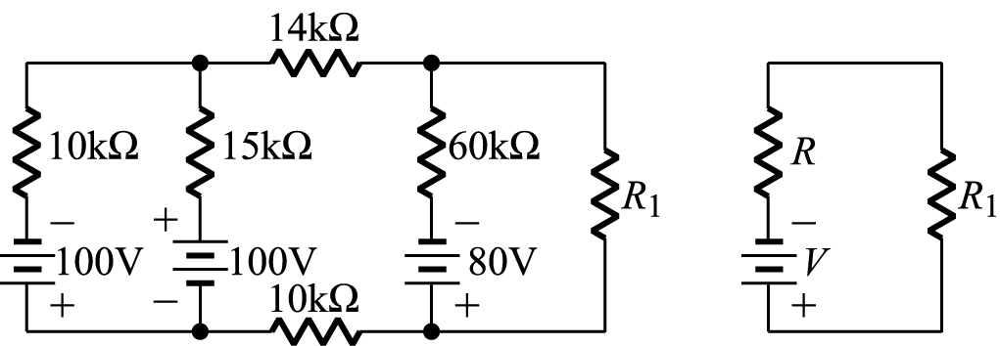 14kΩ
10kΩ 15kΩ 60kΩ R1 R R1
− + − −
100V 100V 80V V
+ − + +
10kΩ